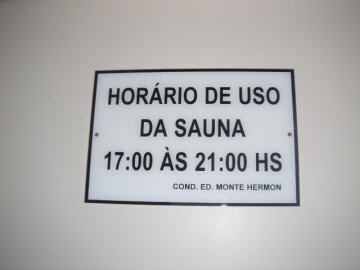 HORÁRIO DE USO
DA SAUNA
17:00 ÀS 21:00 HS
COND. ED. MONTE HERMON